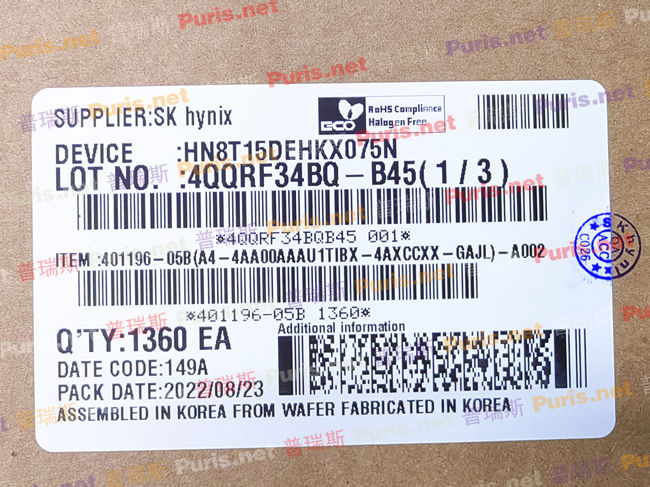 SUPPLIER:SK hynix
ECO
RoHS Compliance
Halogen Free
DEVICE :HN8T15DEHKX075N
LOT NO. :4QQRF34BQ-B45(1/3)
*4QQRF34BQB45 001*
ITEM :401196-05B(A4-4AA00AAAU1TIBX-4AXCCXX-GAJL)-A002
*401196-05B 1360*
Q'TY:1360 EA
Additional information
DATE CODE:149A
PACK DATE:2022/08/23
ASSEMBLED IN KOREA FROM WAFER FABRICATED IN KOREA
C026
普瑞斯
Puris.net